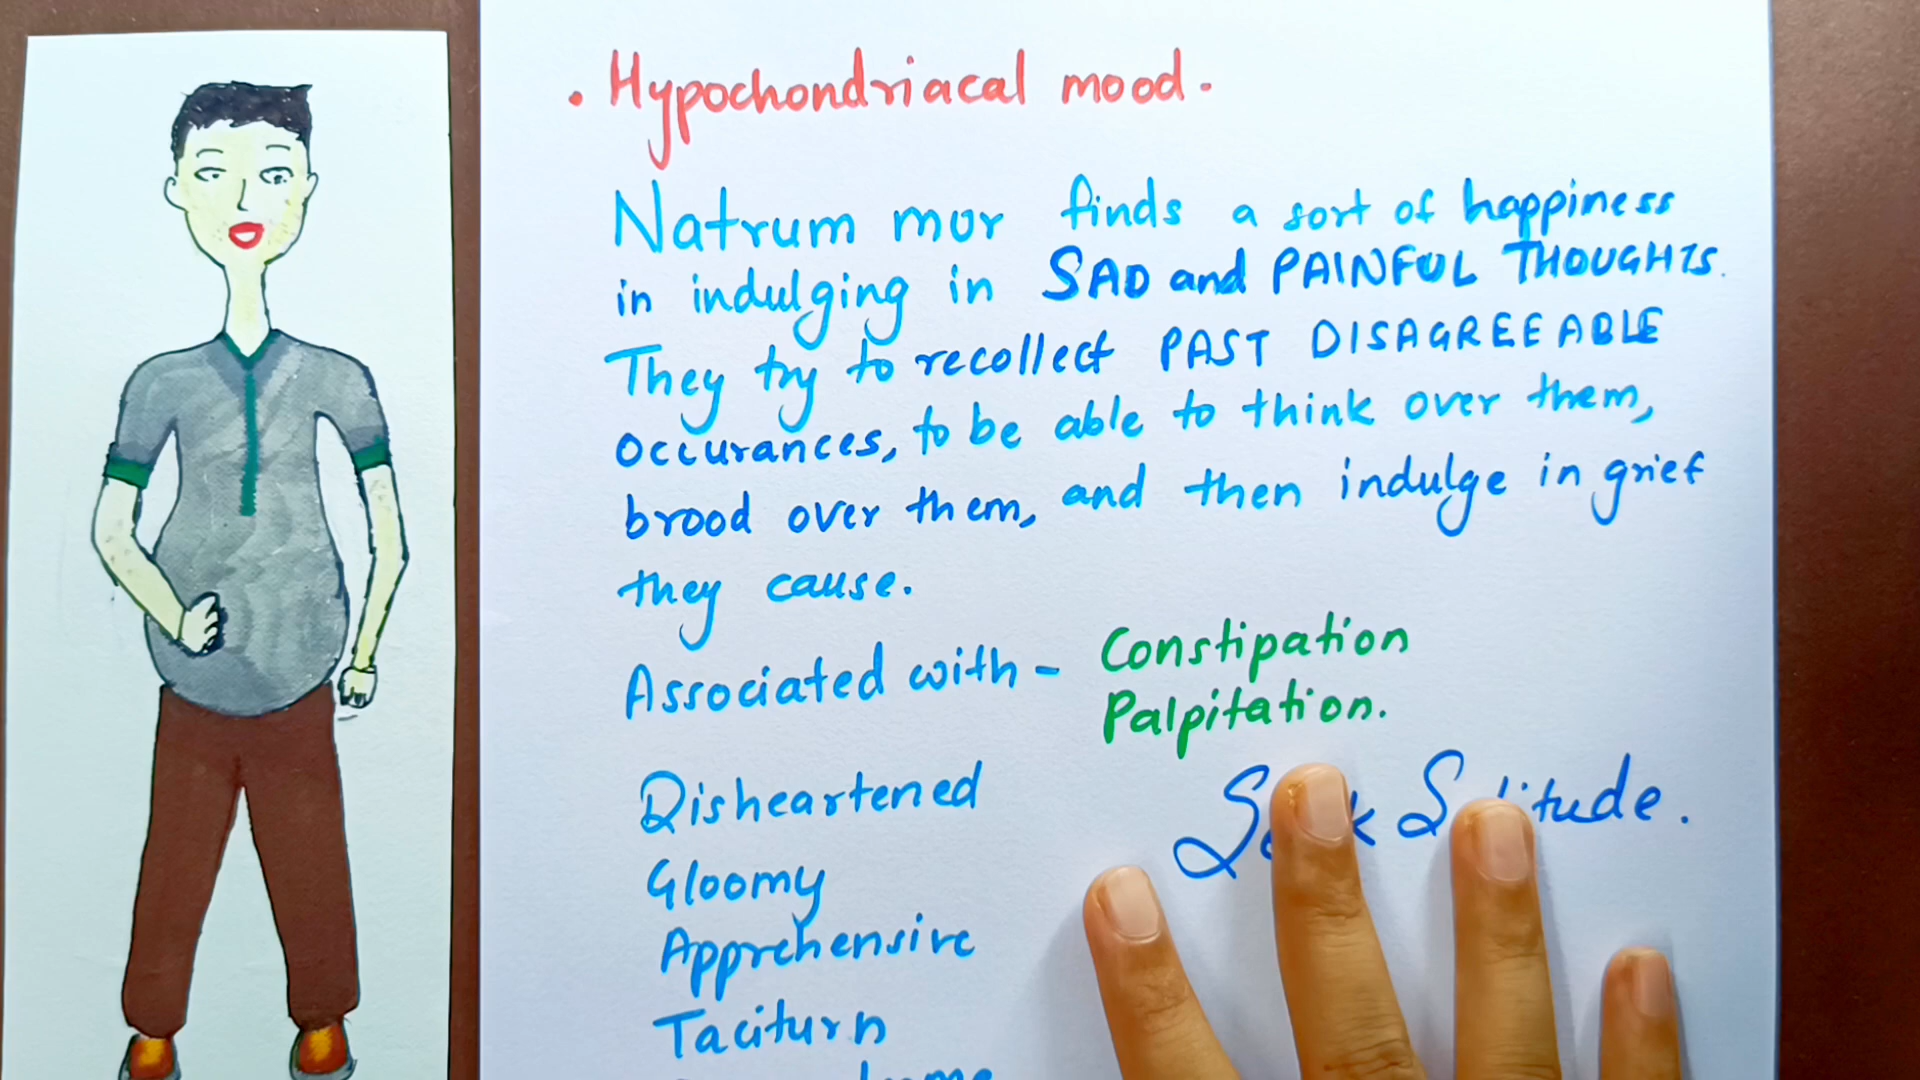 . Hypochondriacal mood.
Natrum mur finds a sort of happiness
in indulging in SAD and PAINFUL THOUGHTS.
They try to recollect PAST DISAGREEABLE
occurances, to be able to think over them,
brood over them, and then indulge in grief
they cause.
Associated with - Constipation
Palpitation.
Disheartened
Seek Solitude.
Gloomy
Apprehensive
Taciturn